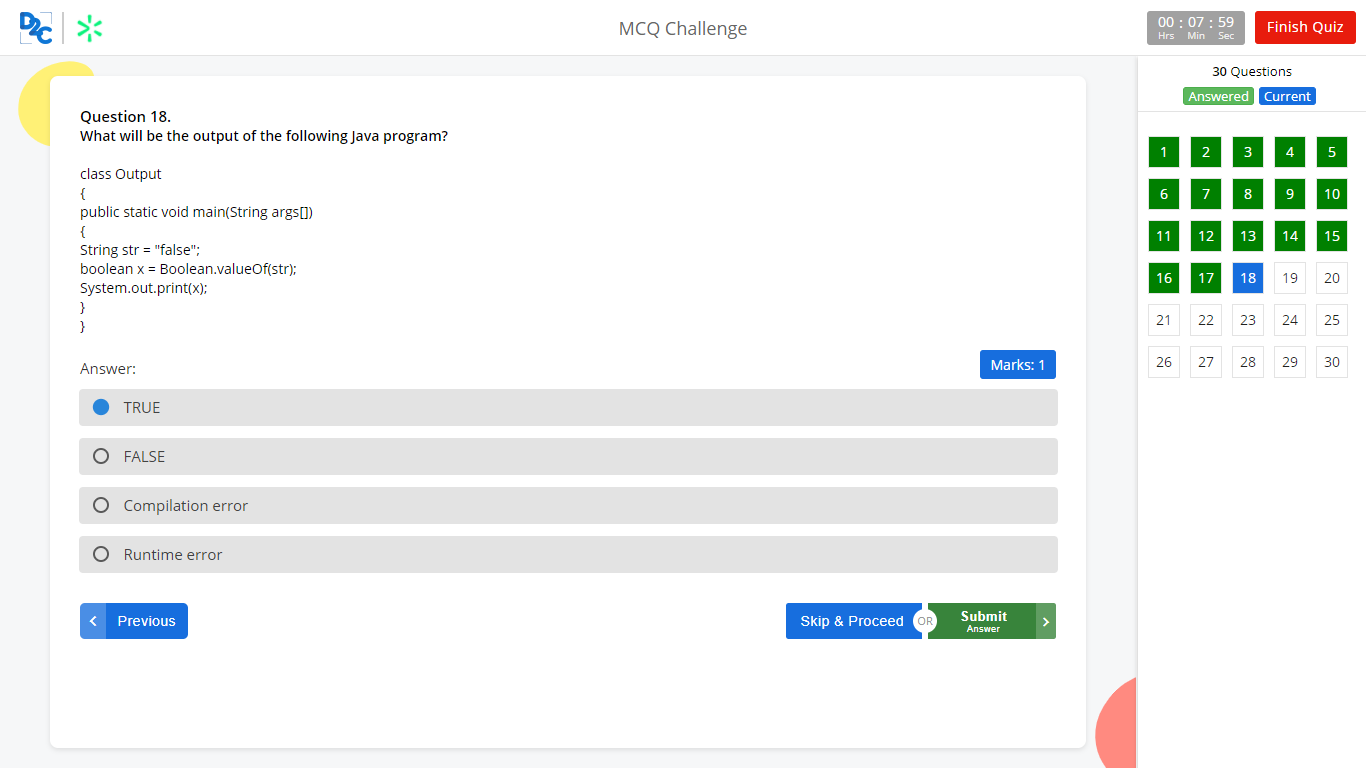 D2C
MCQ Challenge
00 : 07 : 59
Hrs Min Sec
Finish Quiz
30 Questions
Answered Current
Question 18.
What will be the output of the following Java program?
class Output
{
public static void main(String args[])
{
String str = "false";
boolean x = Boolean.valueOf(str);
System.out.print(x);
}
}
Answer:
Marks: 1
TRUE
FALSE
Compilation error
Runtime error
< Previous
Skip & Proceed OR Submit >
Answer
1 2 3 4 5
6 7 8 9 10
11 12 13 14 15
16 17 18 19 20
21 22 23 24 25
26 27 28 29 30